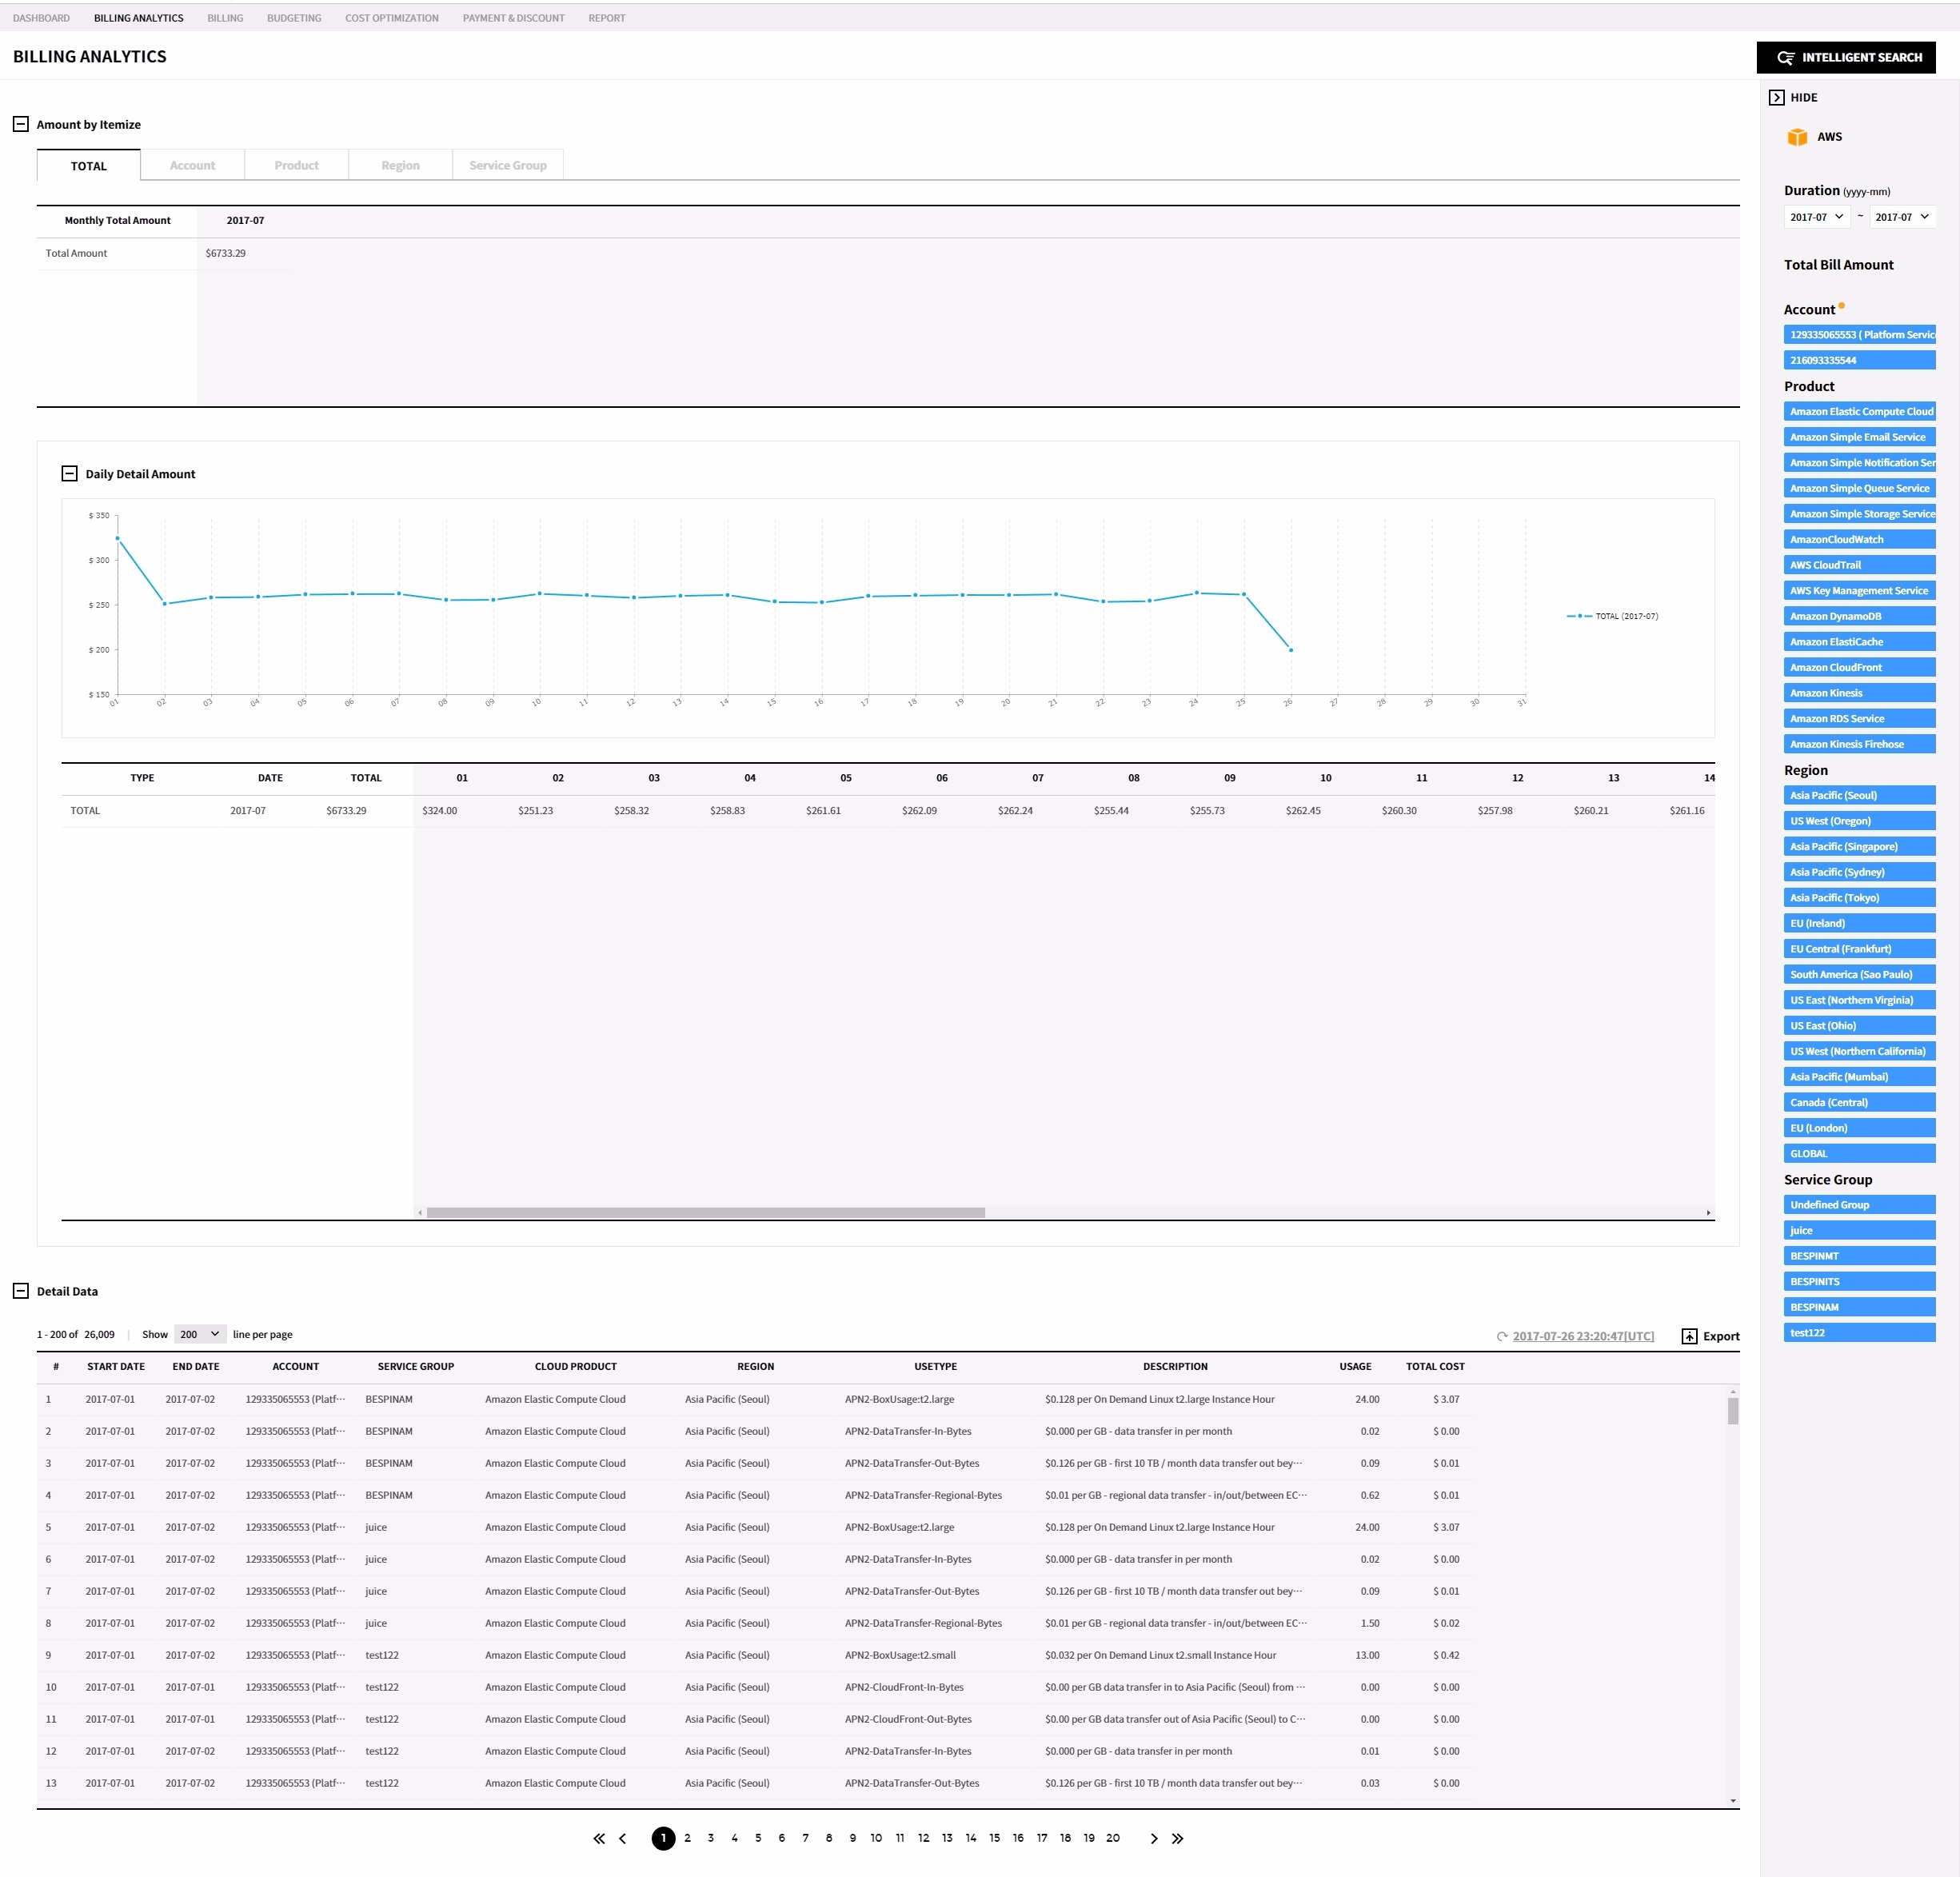 DASHBOARD BILLING ANALYTICS BILLING BUDGETING COST OPTIMIZATION PAYMENT & DISCOUNT REPORT
BILLING ANALYTICS
INTELLIGENT SEARCH
Amount by Itemize
TOTAL Account Product Region Service Group
Monthly Total Amount 2017-07
Total Amount $6733.29
Daily Detail Amount
$ 350
$ 300
$ 250
$ 200
$ 150
01 02 03 04 05 06 07 08 09 10 11 12 13 14 15 16 17 18 19 20 21 22 23 24 25 26 27 28 29 30 31
TOTAL (2017-07)
TYPE DATE TOTAL 01 02 03 04 05 06 07 08 09 10 11 12 13 14
TOTAL 2017-07 $6733.29 $324.00 $251.23 $258.32 $258.83 $261.61 $262.09 $262.24 $255.44 $255.73 $262.45 $260.30 $257.98 $260.21 $261.16
Detail Data
1 - 200 of 26,009 Show 200 line per page
2017-07-26 23:20:47[UTC] Export
# START DATE END DATE ACCOUNT SERVICE GROUP CLOUD PRODUCT REGION USETYPE DESCRIPTION USAGE TOTAL COST
1 2017-07-01 2017-07-02 129335065553 (Platf··· BESPINAM Amazon Elastic Compute Cloud Asia Pacific (Seoul) APN2-BoxUsage:t2.large $0.128 per On Demand Linux t2.large Instance Hour 24.00 $ 3.07
2 2017-07-01 2017-07-02 129335065553 (Platf··· BESPINAM Amazon Elastic Compute Cloud Asia Pacific (Seoul) APN2-DataTransfer-In-Bytes $0.000 per GB - data transfer in per month 0.02 $ 0.00
3 2017-07-01 2017-07-02 129335065553 (Platf··· BESPINAM Amazon Elastic Compute Cloud Asia Pacific (Seoul) APN2-DataTransfer-Out-Bytes $0.126 per GB - first 10 TB / month data transfer out bey··· 0.09 $ 0.01
4 2017-07-01 2017-07-02 129335065553 (Platf··· BESPINAM Amazon Elastic Compute Cloud Asia Pacific (Seoul) APN2-DataTransfer-Regional-Bytes $0.01 per GB - regional data transfer - in/out/between EC··· 0.62 $ 0.01
5 2017-07-01 2017-07-02 129335065553 (Platf··· juice Amazon Elastic Compute Cloud Asia Pacific (Seoul) APN2-BoxUsage:t2.large $0.128 per On Demand Linux t2.large Instance Hour 24.00 $ 3.07
6 2017-07-01 2017-07-02 129335065553 (Platf··· juice Amazon Elastic Compute Cloud Asia Pacific (Seoul) APN2-DataTransfer-In-Bytes $0.000 per GB - data transfer in per month 0.02 $ 0.00
7 2017-07-01 2017-07-02 129335065553 (Platf··· juice Amazon Elastic Compute Cloud Asia Pacific (Seoul) APN2-DataTransfer-Out-Bytes $0.126 per GB - first 10 TB / month data transfer out bey··· 0.09 $ 0.01
8 2017-07-01 2017-07-02 129335065553 (Platf··· juice Amazon Elastic Compute Cloud Asia Pacific (Seoul) APN2-DataTransfer-Regional-Bytes $0.01 per GB - regional data transfer - in/out/between EC··· 1.50 $ 0.02
9 2017-07-01 2017-07-02 129335065553 (Platf··· test122 Amazon Elastic Compute Cloud Asia Pacific (Seoul) APN2-BoxUsage:t2.small $0.032 per On Demand Linux t2.small Instance Hour 13.00 $ 0.42
10 2017-07-01 2017-07-01 129335065553 (Platf··· test122 Amazon Elastic Compute Cloud Asia Pacific (Seoul) APN2-CloudFront-In-Bytes $0.00 per GB data transfer in to Asia Pacific (Seoul) from ··· 0.00 $ 0.00
11 2017-07-01 2017-07-01 129335065553 (Platf··· test122 Amazon Elastic Compute Cloud Asia Pacific (Seoul) APN2-CloudFront-Out-Bytes $0.00 per GB data transfer out of Asia Pacific (Seoul) to C··· 0.00 $ 0.00
12 2017-07-01 2017-07-02 129335065553 (Platf··· test122 Amazon Elastic Compute Cloud Asia Pacific (Seoul) APN2-DataTransfer-In-Bytes $0.000 per GB - data transfer in per month 0.01 $ 0.00
13 2017-07-01 2017-07-02 129335065553 (Platf··· test122 Amazon Elastic Compute Cloud Asia Pacific (Seoul) APN2-DataTransfer-Out-Bytes $0.126 per GB - first 10 TB / month data transfer out bey··· 0.03 $ 0.00
1 2 3 4 5 6 7 8 9 10 11 12 13 14 15 16 17 18 19 20
HIDE
AWS
Duration (yyyy-mm)
2017-07 ~ 2017-07
Total Bill Amount
Account
129335065553 ( Platform Servic
216093335544
Product
Amazon Elastic Compute Cloud
Amazon Simple Email Service
Amazon Simple Notification Ser
Amazon Simple Queue Service
Amazon Simple Storage Service
AmazonCloudWatch
AWS CloudTrail
AWS Key Management Service
Amazon DynamoDB
Amazon ElastiCache
Amazon CloudFront
Amazon Kinesis
Amazon RDS Service
Amazon Kinesis Firehose
Region
Asia Pacific (Seoul)
US West (Oregon)
Asia Pacific (Singapore)
Asia Pacific (Sydney)
Asia Pacific (Tokyo)
EU (Ireland)
EU Central (Frankfurt)
South America (Sao Paulo)
US East (Northern Virginia)
US East (Ohio)
US West (Northern California)
Asia Pacific (Mumbai)
Canada (Central)
EU (London)
GLOBAL
Service Group
Undefined Group
juice
BESPINMT
BESPINITS
BESPINAM
test122